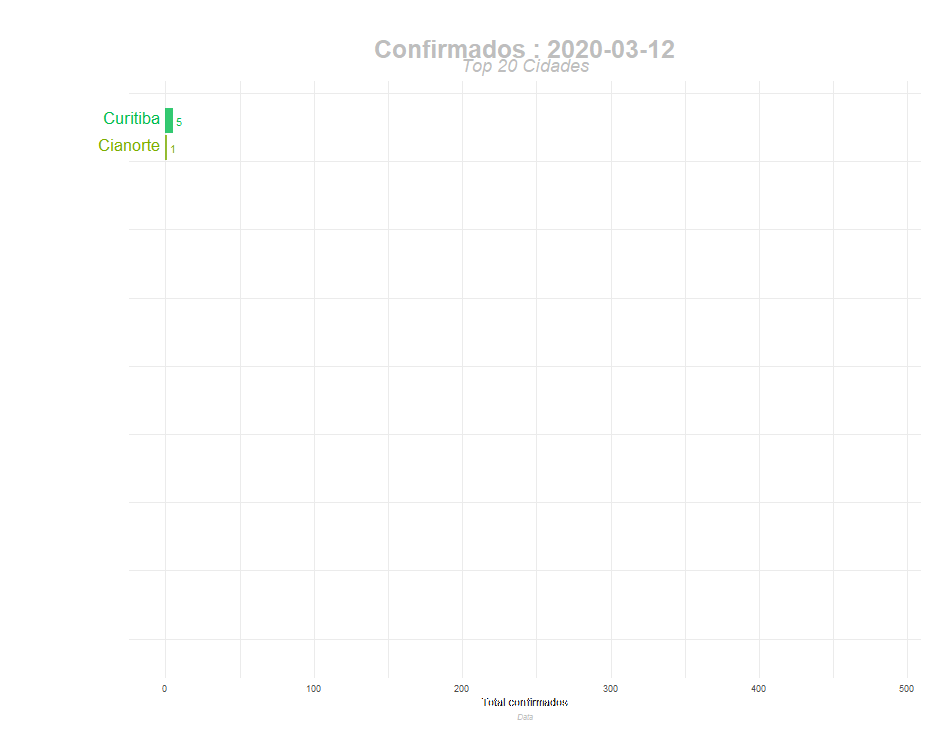 Confirmados : 2020-03-12
Top 20 Cidades
Curitiba 5
Cianorte 1
0 100 200 300 400 500
Total confirmados
Data